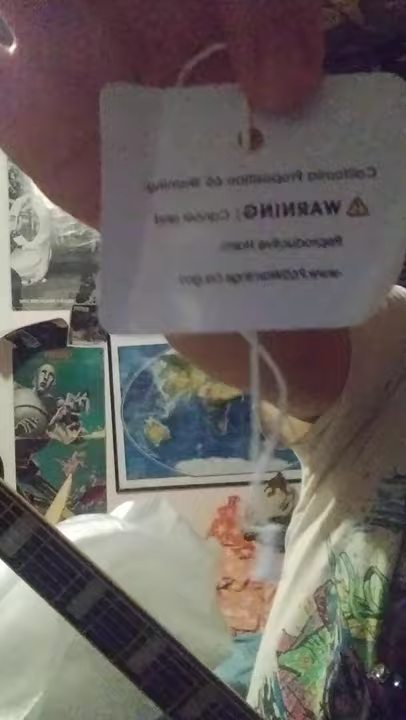 California Proposition 65 Warning
⚠ WARNING: Cancer and
Reproductive Harm
www.P65Warnings.ca.gov